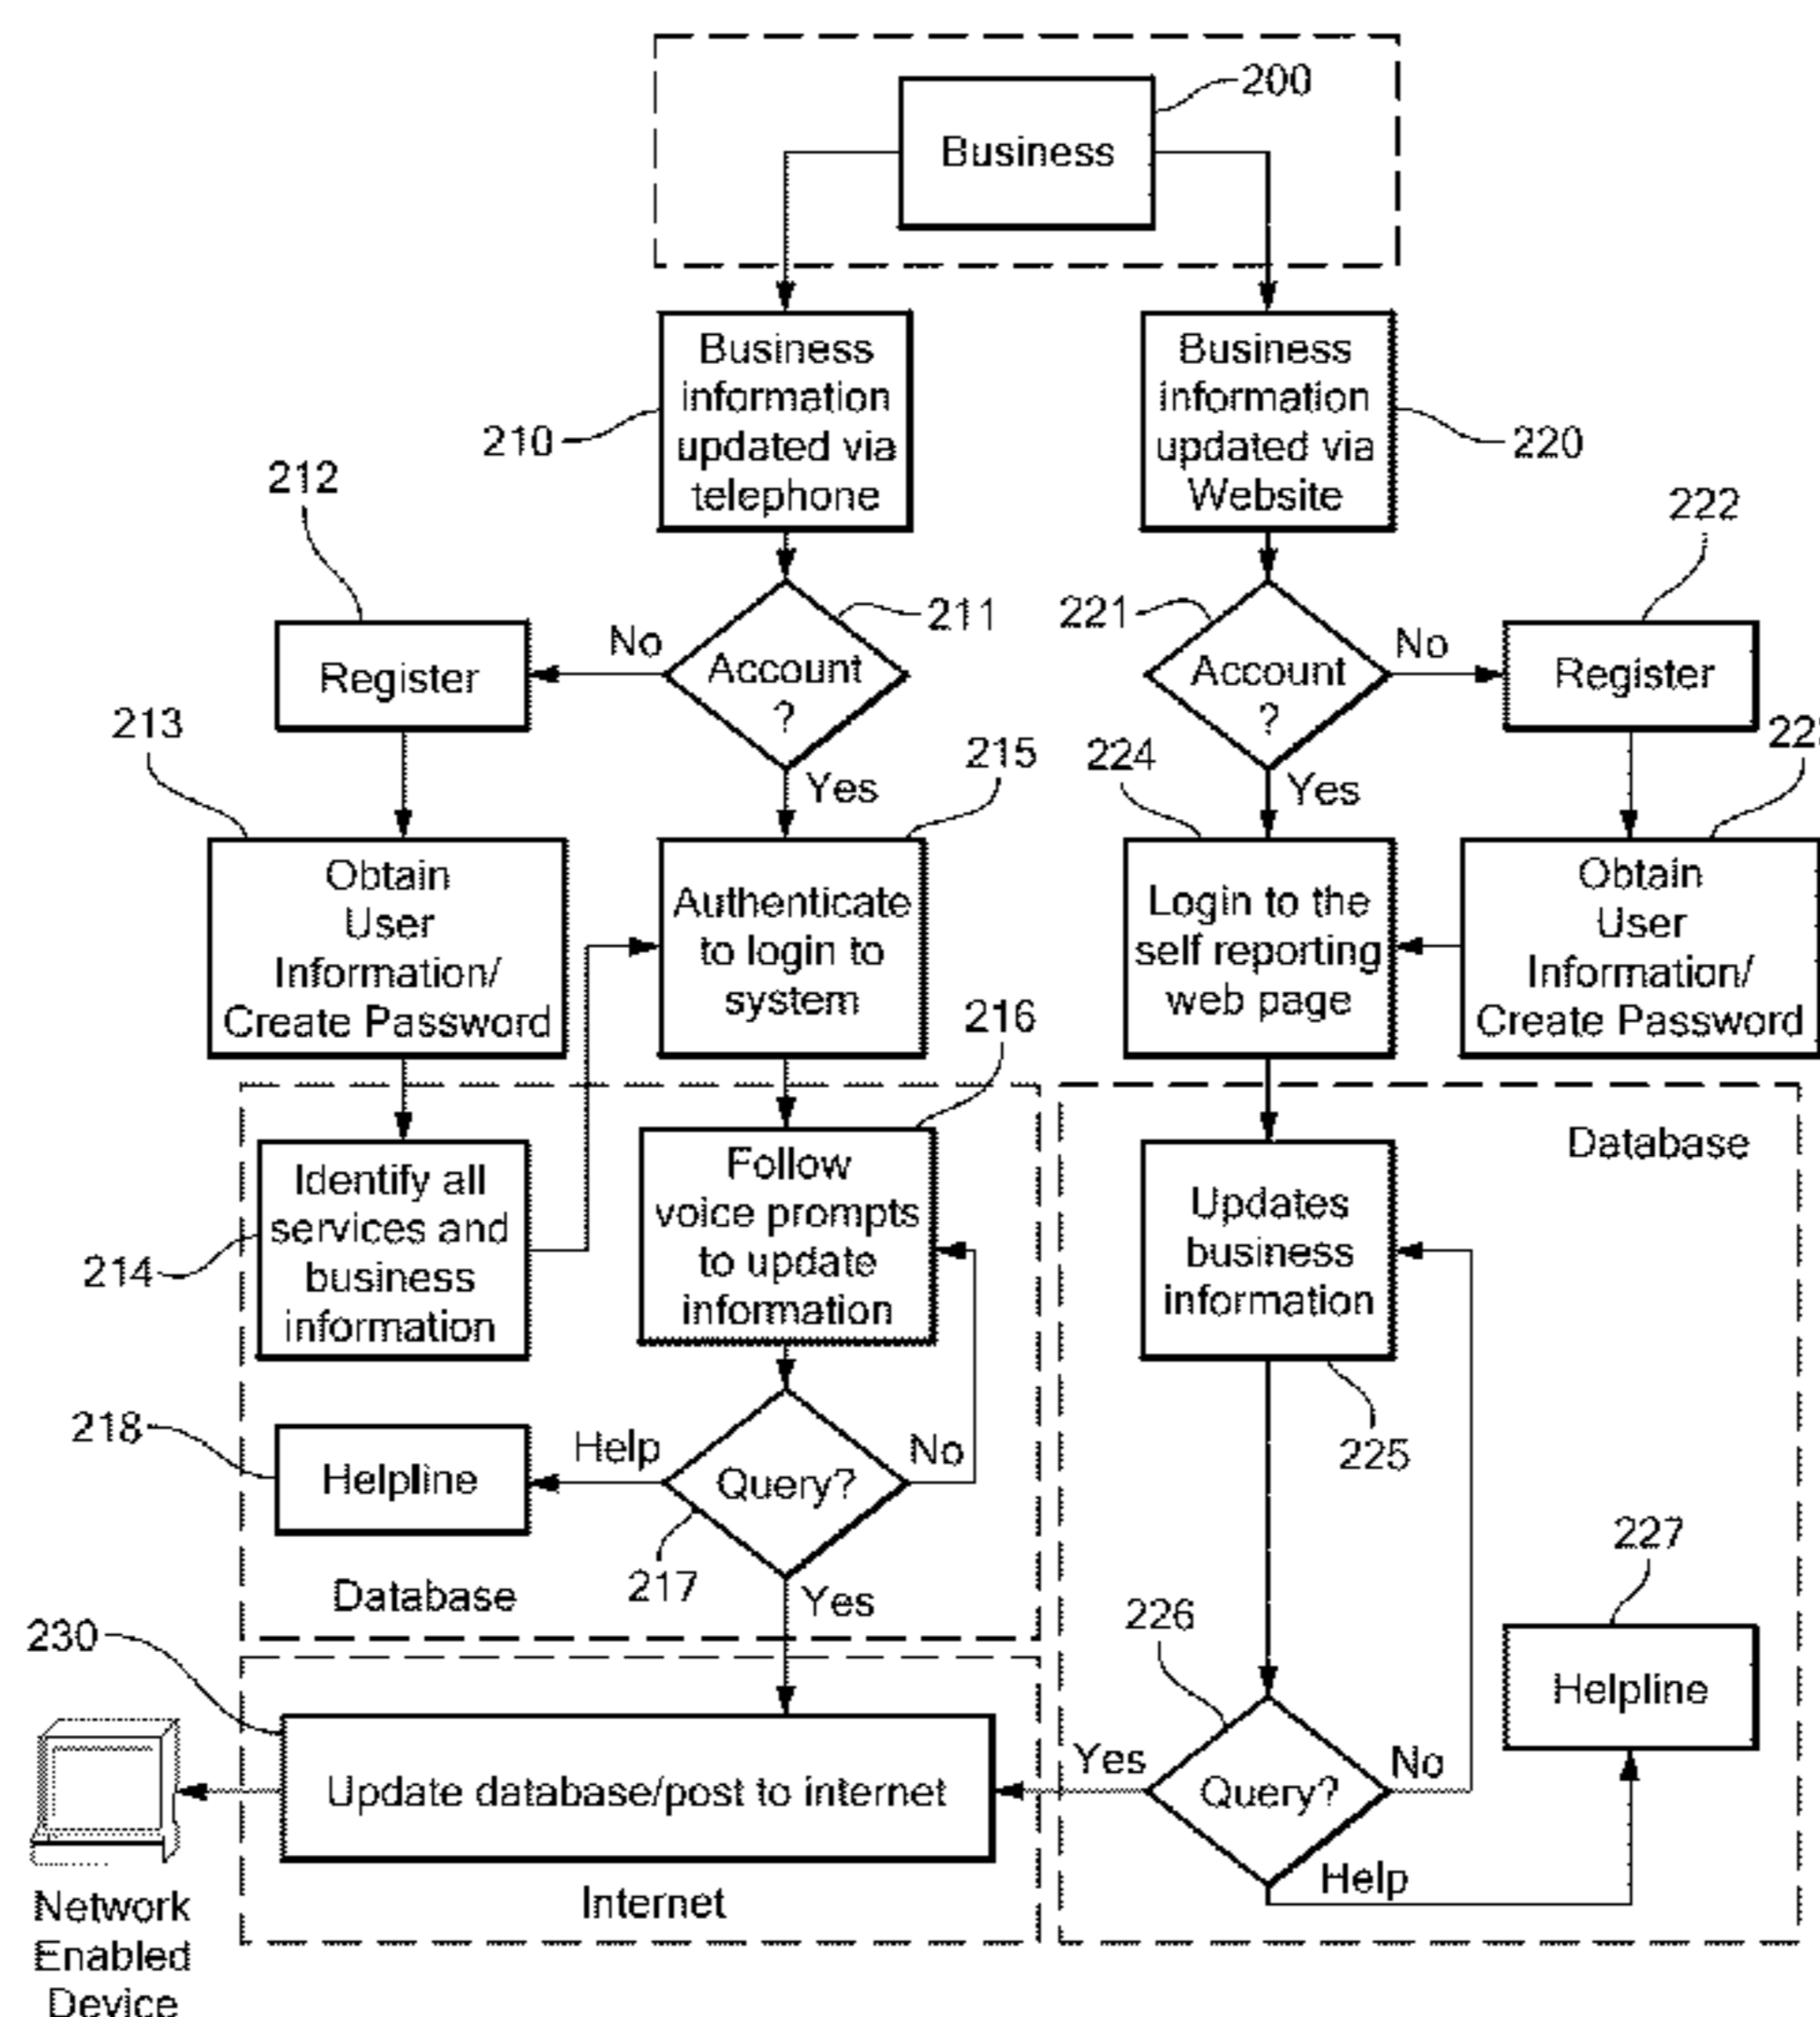 200
Business
Business
information
updated via
telephone
210
Business
information
updated via
Website
220
212
222
211
221
No
Account
?
Register
Account
?
No
Register
213
215
224
Yes
Yes
Obtain
User
Information/
Create Password
Authenticate
to login to
system
Login to the
self reporting
web page
Obtain
User
Information/
Create Password
216
Database
Identify all
services and
business
information
214
Follow
voice prompts
to update
information
Updates
business
information
225
218
Helpline
Help
Query?
No
217
Database
Yes
227
226
Helpline
230
Update database/post to internet
Yes
Query?
No
Help
Internet
Network
Enabled
Device